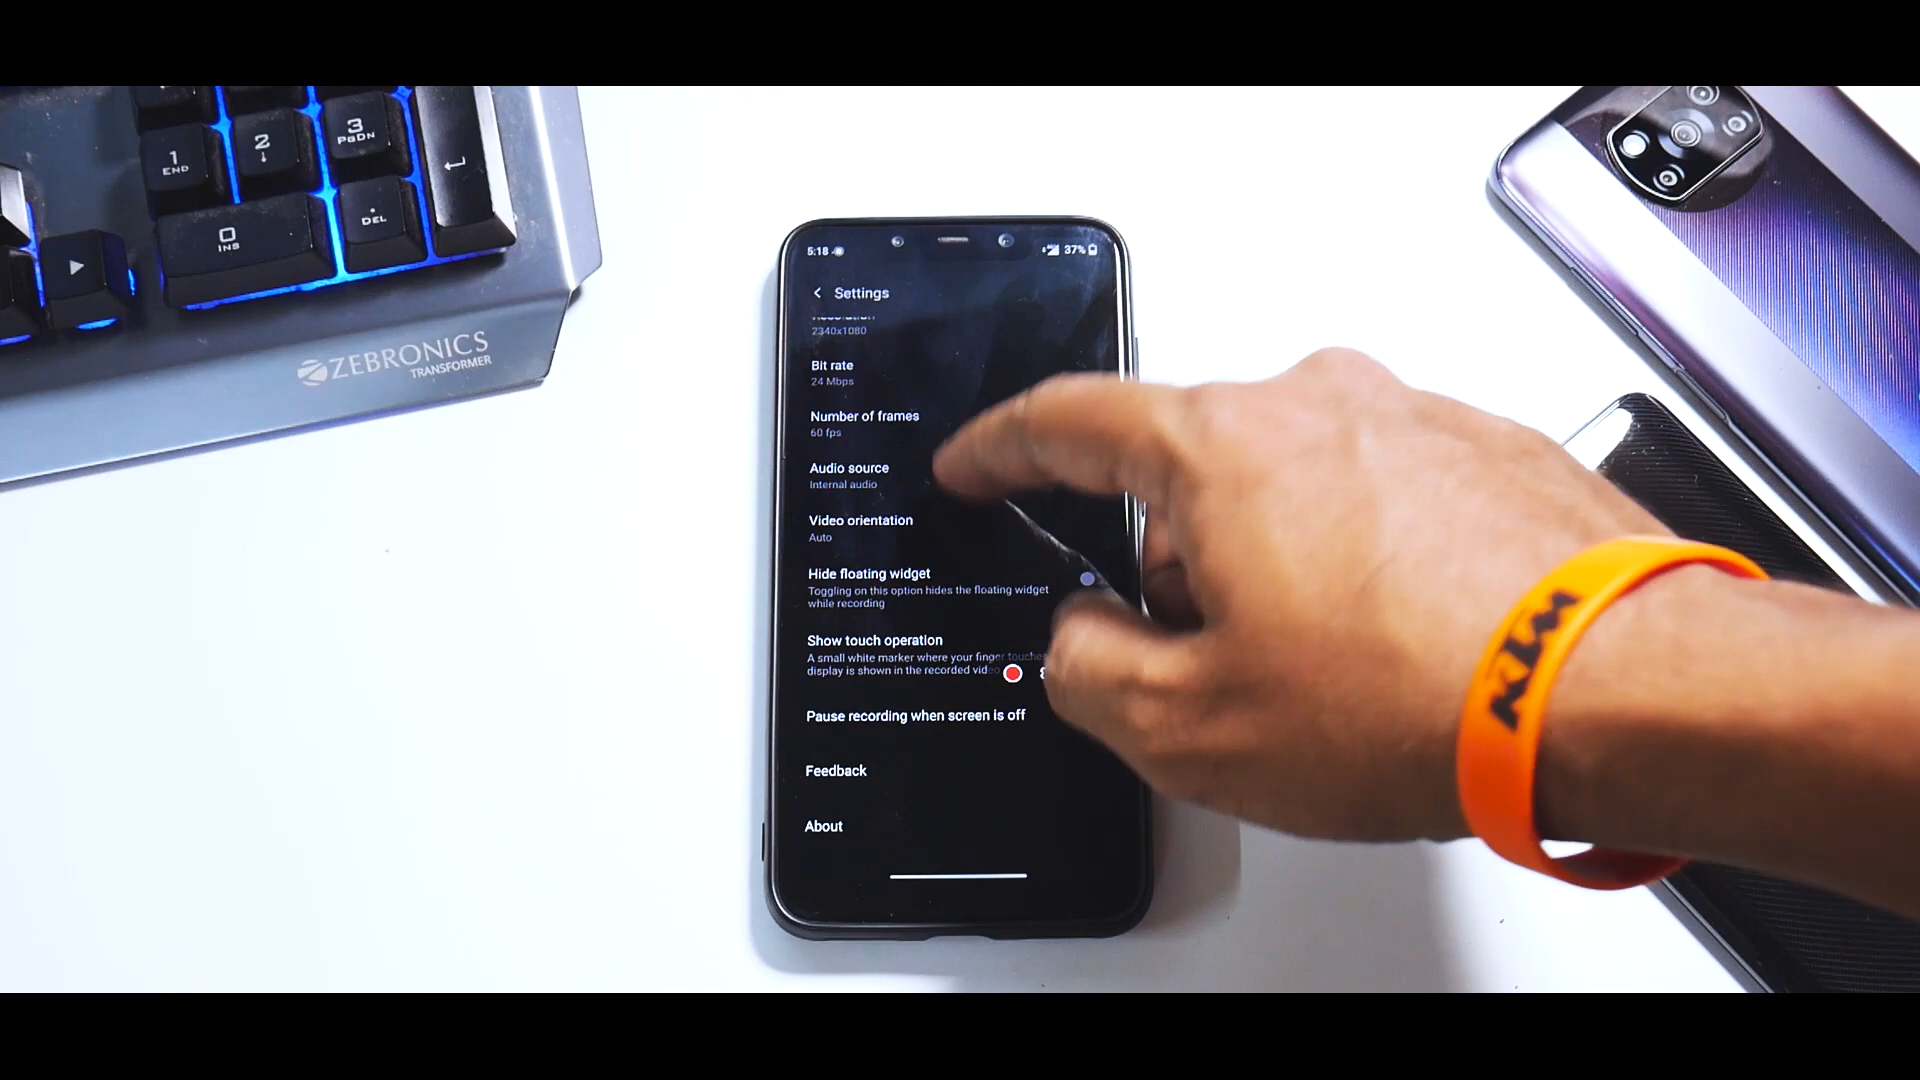 1
END
2
3
PGDN
0
INS
DEL
ZEBRONICS
TRANSFORMER
5:18
37%
Settings
2340x1080
Bit rate
24 Mbps
Number of frames
60 fps
Audio source
Internal audio
Video orientation
Auto
Hide floating widget
Toggling on this option hides the floating widget
while recording
Show touch operation
A small white marker where your finger touches
display is shown in the recorded
Pause recording when screen is off
Feedback
About
KTM